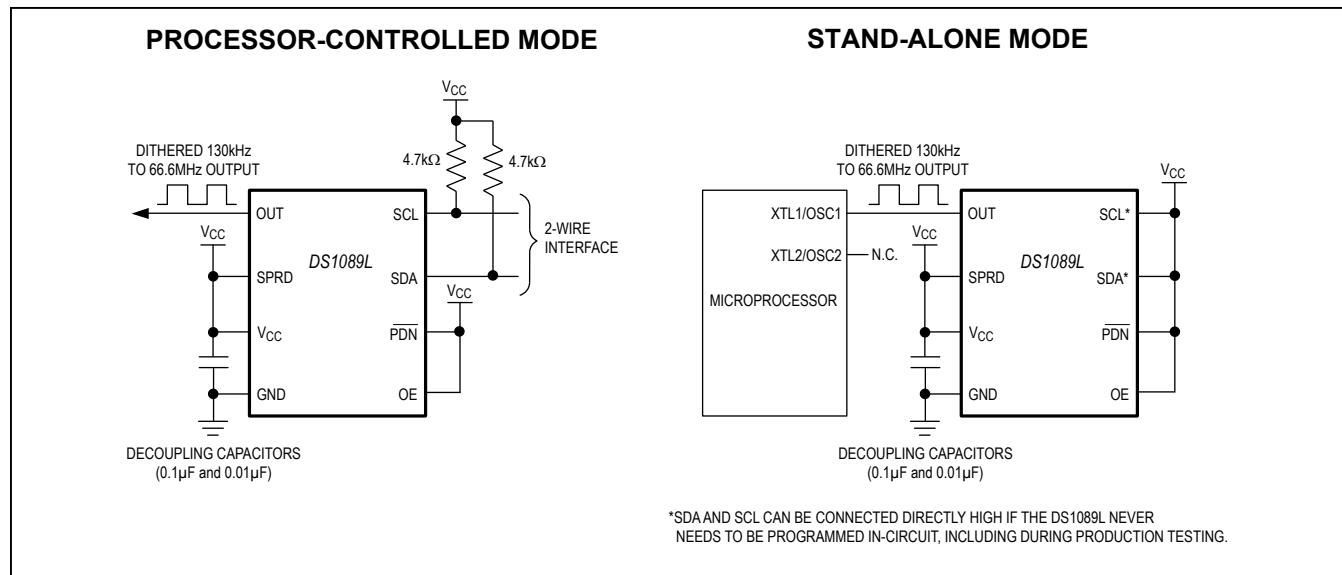 PROCESSOR-CONTROLLED MODE
VCC
DITHERED 130kHz
TO 66.6MHz OUTPUT
4.7kΩ
4.7kΩ
OUT
SCL
2-WIRE
INTERFACE
VCC
SPRD
DS1089L
SDA
VCC
VCC
PDN
GND
OE
DECOUPLING CAPACITORS
(0.1µF and 0.01µF)
STAND-ALONE MODE
DITHERED 130kHz
TO 66.6MHz OUTPUT
VCC
XTL1/OSC1
OUT
SCL*
XTL2/OSC2
N.C.
VCC
SPRD
DS1089L
SDA*
MICROPROCESSOR
VCC
PDN
GND
OE
DECOUPLING CAPACITORS
(0.1µF and 0.01µF)
*SDA AND SCL CAN BE CONNECTED DIRECTLY HIGH IF THE DS1089L NEVER
NEEDS TO BE PROGRAMMED IN-CIRCUIT, INCLUDING DURING PRODUCTION TESTING.